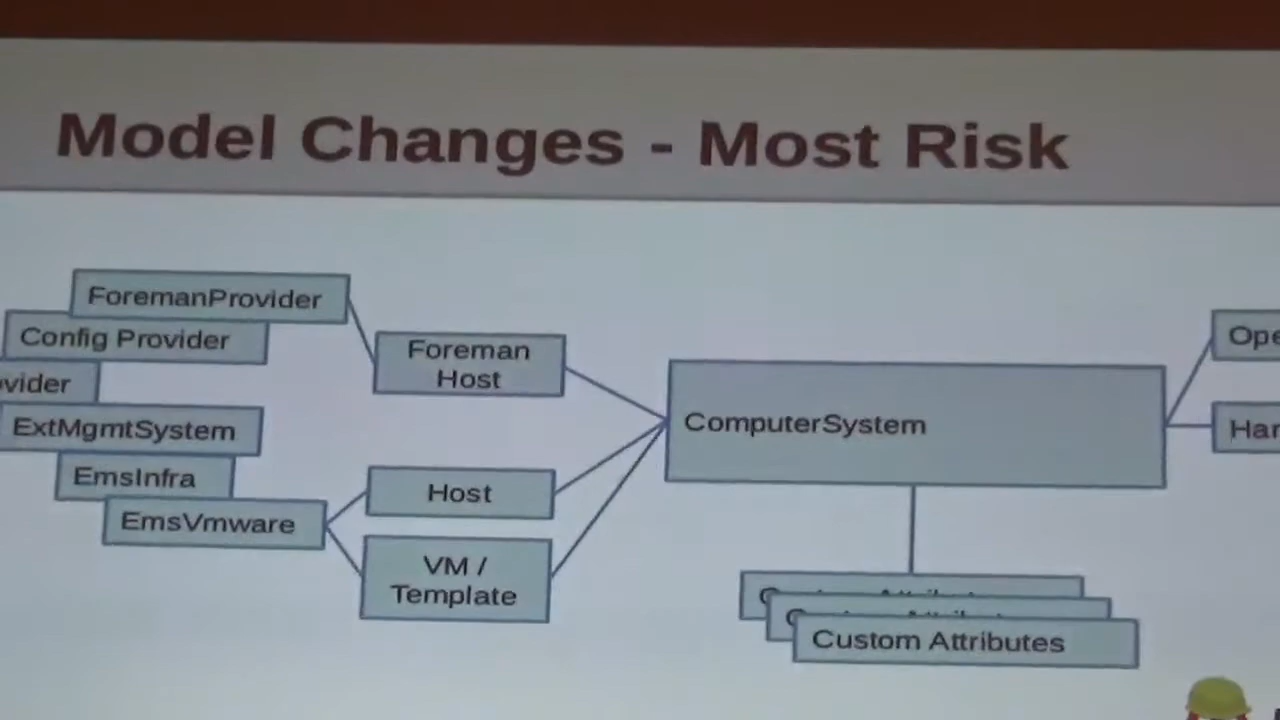 Model Changes - Most Risk
ForemanProvider
Config Provider
vider
ExtMgmtSystem
EmsInfra
EmsVmware
Foreman
Host
Host
VM /
Template
ComputerSystem
Ope
Har
Custom Attributes